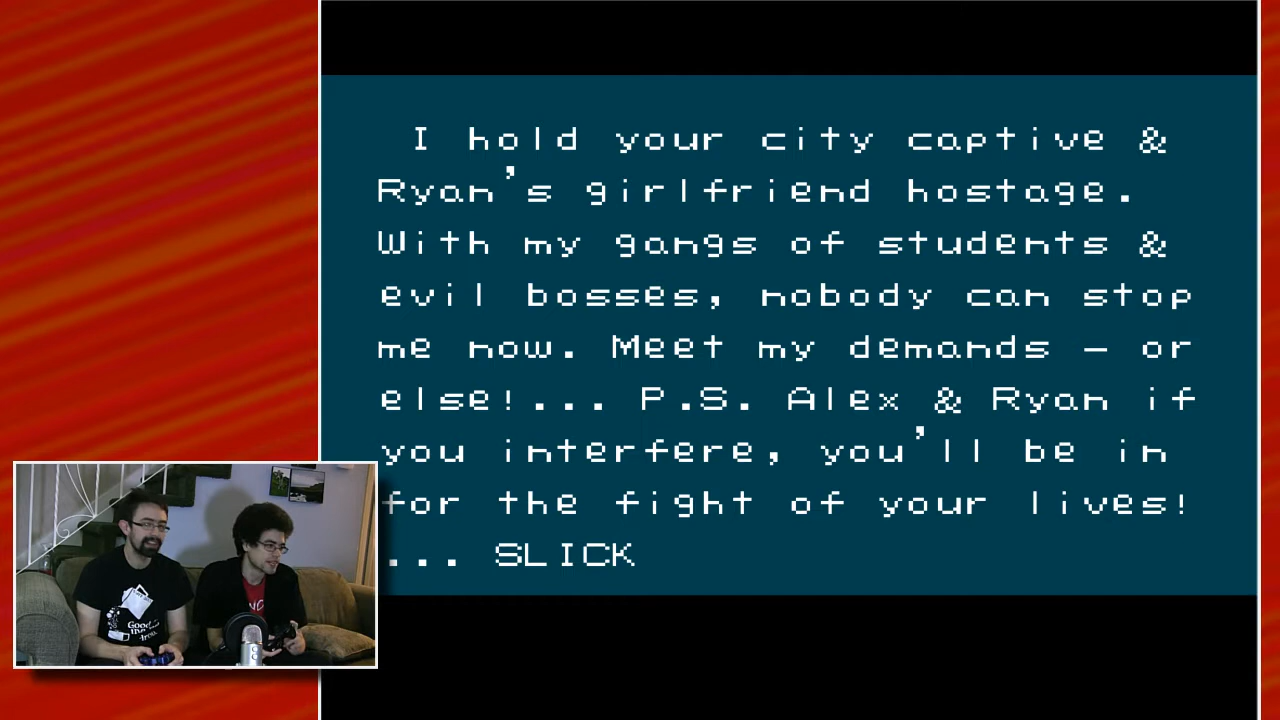 I hold your city captive &
Ryan's girlfriend hostage.
With my gangs of students &
evil bosses, nobody can stop
me now. Meet my demands – or
else!... P.S. Alex & Ryan if
you interfere, you'll be in
for the fight of your lives!
... SLICK
Good